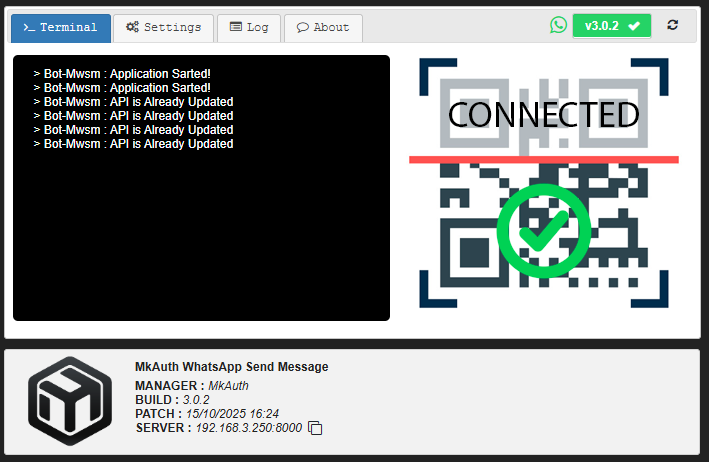 Terminal
Settings
Log
About
v3.0.2
> Bot-Mwsm : Application Sarted!
> Bot-Mwsm : Application Sarted!
> Bot-Mwsm : API is Already Updated
> Bot-Mwsm : API is Already Updated
> Bot-Mwsm : API is Already Updated
> Bot-Mwsm : API is Already Updated
CONNECTED
MkAuth WhatsApp Send Message
MANAGER : MkAuth
BUILD : 3.0.2
PATCH : 15/10/2025 16:24
SERVER : 192.168.3.250:8000